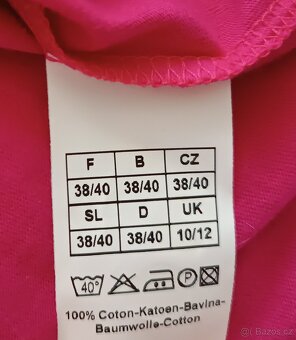 F B CZ
38/40 38/40 38/40
SL D UK
38/40 38/40 10/12
40° P
100% Coton-Katoen-Bavlna-
Baumwolle-Cotton
Bazos.cz